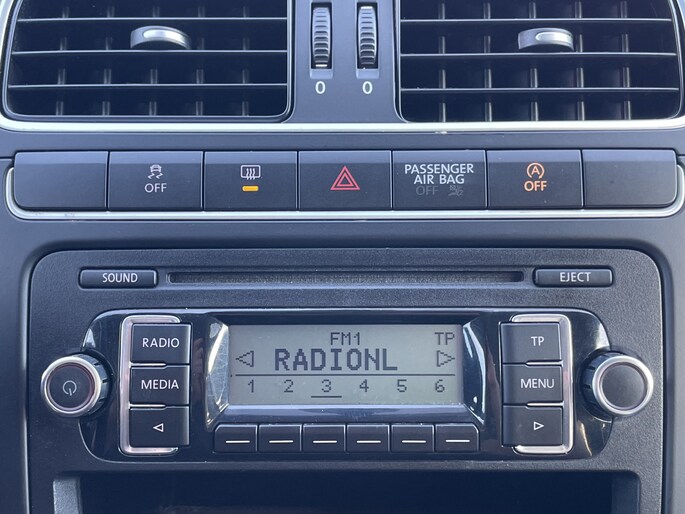 0 0
OFF
PASSENGER
AIR BAG
OFF
A
OFF
SOUND
EJECT
RADIO
MEDIA
FM1 TP
RADIONL
1 2 3 4 5 6
TP
MENU